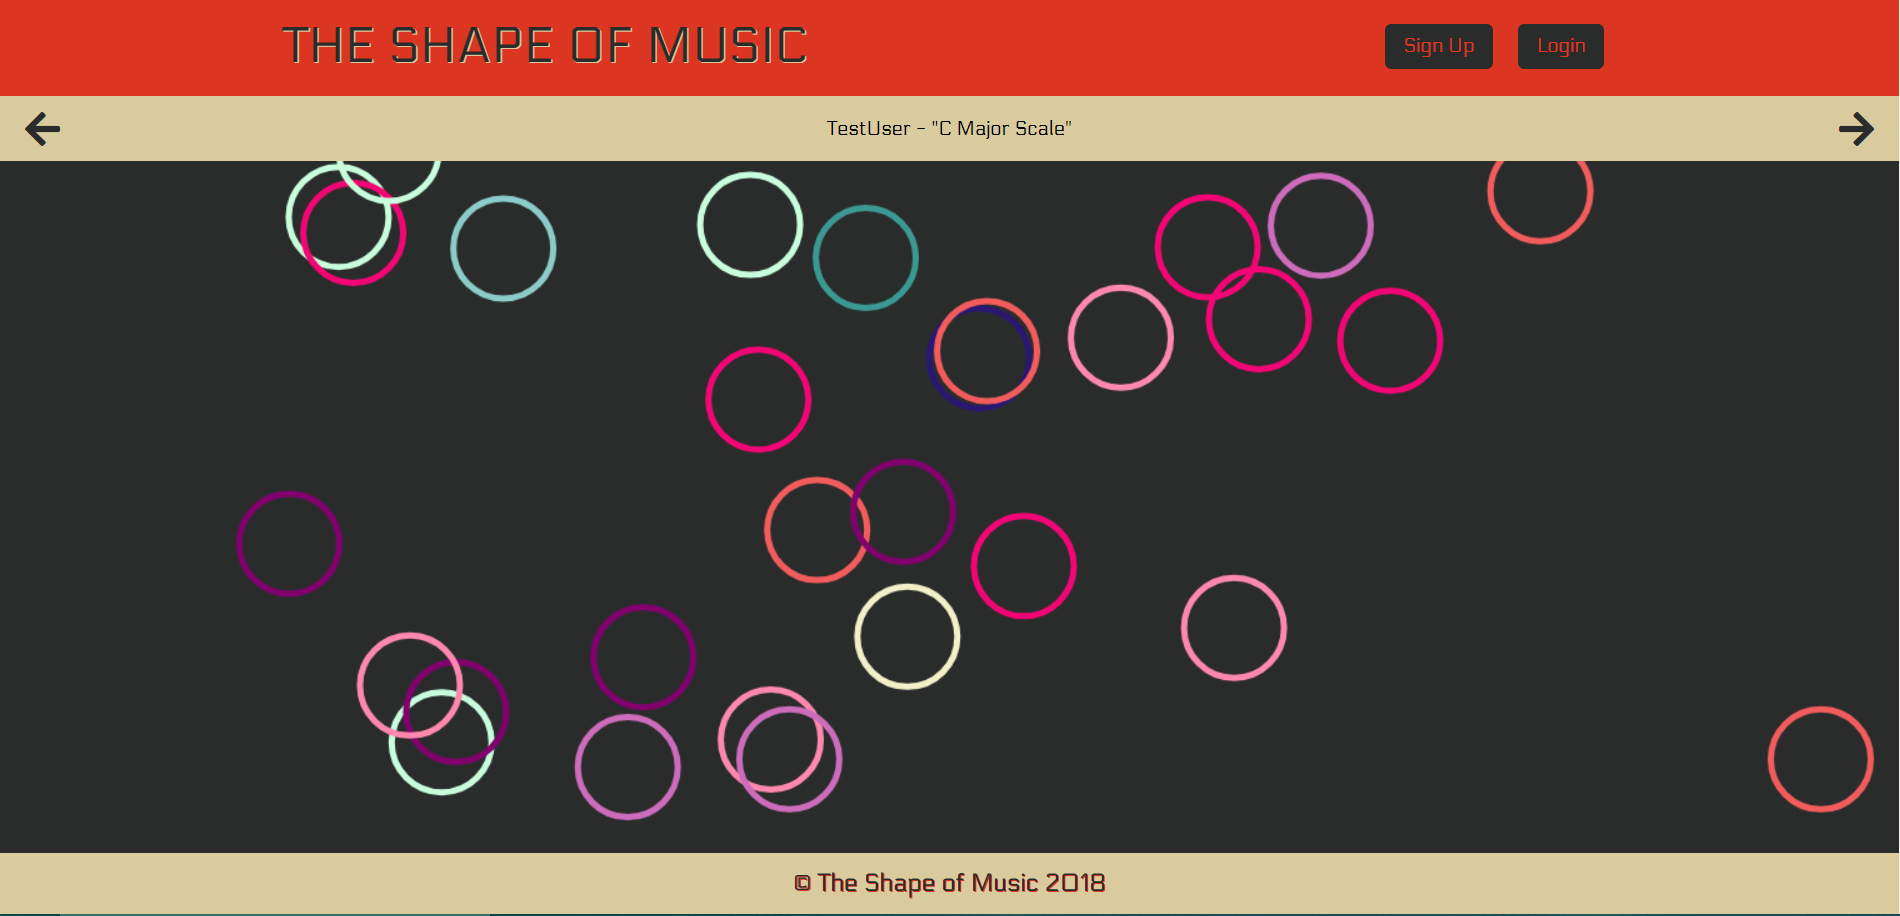 THE SHAPE OF MUSIC
Sign Up
Login
TestUser - "C Major Scale"
© The Shape of Music 2018